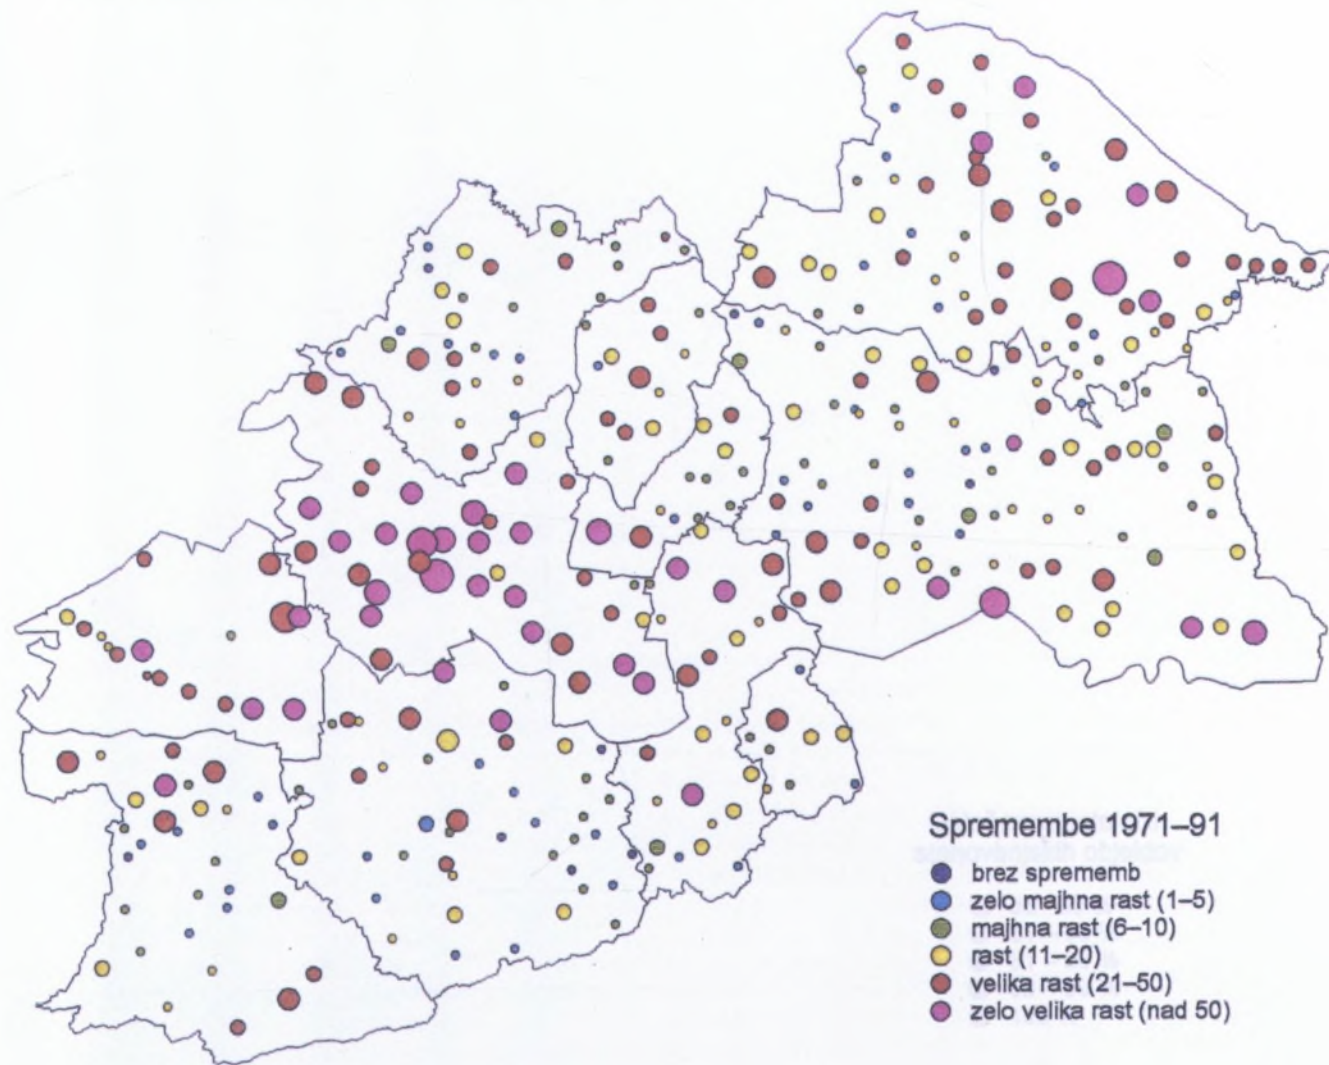 Spremembe 1971–91
brez sprememb
zelo majhna rast (1–5)
majhna rast (6–10)
rast (11–20)
velika rast (21–50)
zelo velika rast (nad 50)